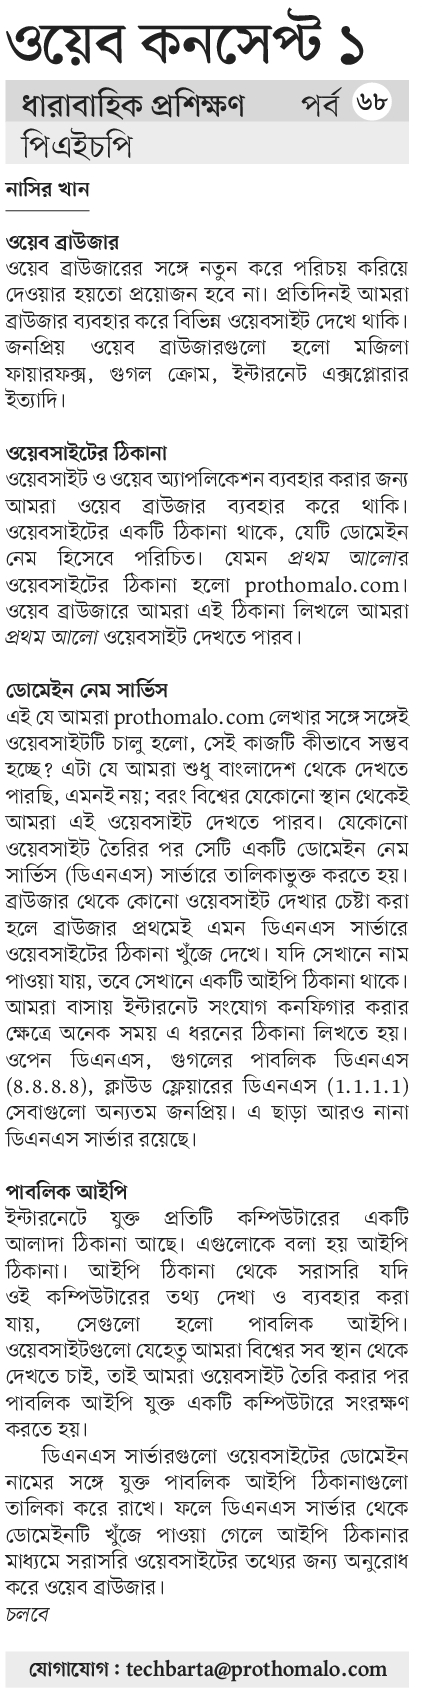 ওয়েব কনসেপ্ট ১
ধারাবাহিক প্রশিক্ষণ পর্ব ৬৮
পিএইচপি
নাসির খান
ওয়েব ব্রাউজার
ওয়েব ব্রাউজারের সঙ্গে নতুন করে পরিচয় করিয়ে
দেওয়ার হয়তো প্রয়োজন হবে না। প্রতিদিনই আমরা
ব্রাউজার ব্যবহার করে বিভিন্ন ওয়েবসাইট দেখে থাকি।
জনপ্রিয় ওয়েব ব্রাউজারগুলো হলো মজিলা
ফায়ারফক্স, গুগল ক্রোম, ইন্টারনেট এক্সপ্লোরার
ইত্যাদি।
ওয়েবসাইটের ঠিকানা
ওয়েবসাইট ও ওয়েব অ্যাপলিকেশন ব্যবহার করার জন্য
আমরা ওয়েব ব্রাউজার ব্যবহার করে থাকি।
ওয়েবসাইটের একটি ঠিকানা থাকে, যেটি ডোমেইন
নেম হিসেবে পরিচিত। যেমন প্রথম আলোর
ওয়েবসাইটের ঠিকানা হলো prothomalo.com।
ওয়েব ব্রাউজারে আমরা এই ঠিকানা লিখলে আমরা
প্রথম আলো ওয়েবসাইট দেখতে পারব।
ডোমেইন নেম সার্ভিস
এই যে আমরা prothomalo.com লেখার সঙ্গে সঙ্গেই
ওয়েবসাইটটি চালু হলো, সেই কাজটি কীভাবে সম্ভব
হচ্ছে? এটা যে আমরা শুধু বাংলাদেশ থেকে দেখতে
পারছি, এমনই নয়; বরং বিশ্বের যেকোনো স্থান থেকেই
আমরা এই ওয়েবসাইট দেখতে পারব। যেকোনো
ওয়েবসাইট তৈরির পর সেটি একটি ডোমেইন নেম
সার্ভিস (ডিএনএস) সার্ভারে তালিকাভুক্ত করতে হয়।
ব্রাউজার থেকে কোনো ওয়েবসাইট দেখার চেষ্টা করা
হলে ব্রাউজার প্রথমেই এমন ডিএনএস সার্ভারে
ওয়েবসাইটের ঠিকানা খুঁজে দেখে। যদি সেখানে নাম
পাওয়া যায়, তবে সেখানে একটি আইপি ঠিকানা থাকে।
আমরা বাসায় ইন্টারনেট সংযোগ কনফিগার করার
ক্ষেত্রে অনেক সময় এ ধরনের ঠিকানা লিখতে হয়।
ওপেন ডিএনএস, গুগলের পাবলিক ডিএনএস
(8.8.8.8), ক্লাউড ফ্লেয়ারের ডিএনএস (1.1.1.1)
সেবাগুলো অন্যতম জনপ্রিয়। এ ছাড়া আরও নানা
ডিএনএস সার্ভার রয়েছে।
পাবলিক আইপি
ইন্টারনেটে যুক্ত প্রতিটি কম্পিউটারের একটি
আলাদা ঠিকানা আছে। এগুলোকে বলা হয় আইপি
ঠিকানা। আইপি ঠিকানা থেকে সরাসরি যদি
ওই কম্পিউটারের তথ্য দেখা ও ব্যবহার করা
যায়, সেগুলো হলো পাবলিক আইপি।
ওয়েবসাইটগুলো যেহেতু আমরা বিশ্বের সব স্থান থেকে
দেখতে চাই, তাই আমরা ওয়েবসাইট তৈরি করার পর
পাবলিক আইপি যুক্ত একটি কম্পিউটারে সংরক্ষণ
করতে হয়।
ডিএনএস সার্ভারগুলো ওয়েবসাইটের ডোমেইন
নামের সঙ্গে যুক্ত পাবলিক আইপি ঠিকানাগুলো
তালিকা করে রাখে। ফলে ডিএনএস সার্ভার থেকে
ডোমেইনটি খুঁজে পাওয়া গেলে আইপি ঠিকানার
মাধ্যমে সরাসরি ওয়েবসাইটের তথ্যের জন্য অনুরোধ
করে ওয়েব ব্রাউজার।
চলবে
যোগাযোগ : techbarta@prothomalo.com